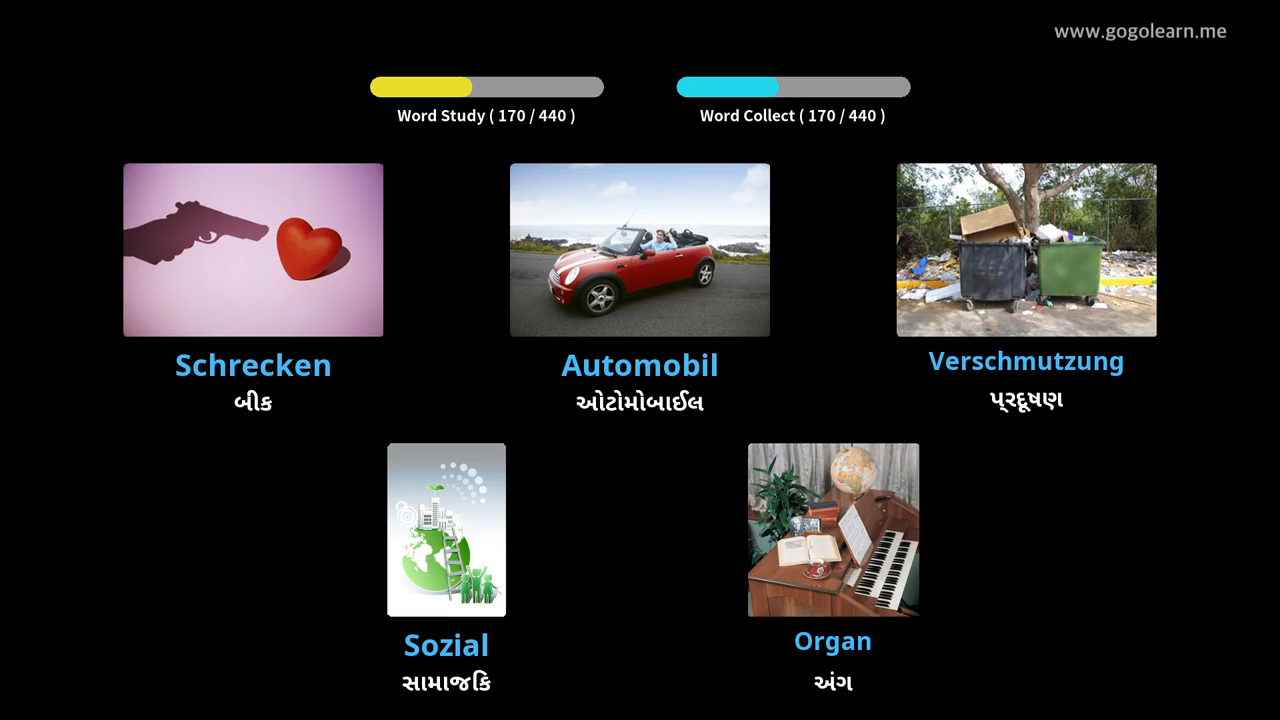 www.gogolearn.me
Word Study ( 170 / 440 )
Word Collect ( 170 / 440 )
Schrecken
બીક
Automobil
ઓટોમોબાઈલ
Verschmutzung
પ્રદૂષણ
Sozial
સામાજકિ
Organ
અંગ